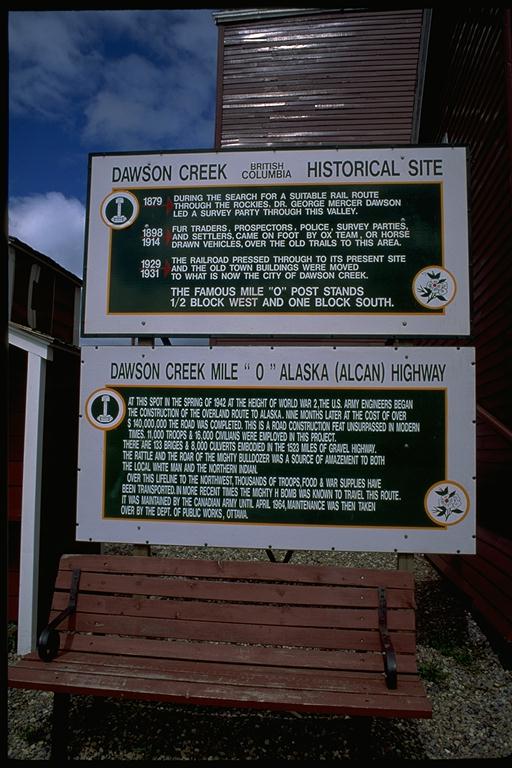 DAWSON CREEK BRITISH COLUMBIA HISTORICAL SITE
1879 DURING THE SEARCH FOR A SUITABLE RAIL ROUTE
THROUGH THE ROCKIES. DR. GEORGE MERCER DAWSON
LED A SURVEY PARTY THROUGH THIS VALLEY.
1898 FUR TRADERS, PROSPECTORS, POLICE, SURVEY PARTIES,
1914 AND SETTLERS, CAME ON FOOT BY OX TEAM, OR HORSE
DRAWN VEHICLES, OVER THE OLD TRAILS TO THIS AREA.
1929 THE RAILROAD PRESSED THROUGH TO ITS PRESENT SITE
1931 AND THE OLD TOWN BUILDINGS WERE MOVED
TO WHAT IS NOW THE CITY OF DAWSON CREEK.
THE FAMOUS MILE "O" POST STANDS
1/2 BLOCK WEST AND ONE BLOCK SOUTH.
DAWSON CREEK MILE "O" ALASKA (ALCAN) HIGHWAY
AT THIS SPOT IN THE SPRING OF 1942 AT THE HEIGHT OF WORLD WAR 2.THE U.S. ARMY ENGINEERS BEGAN
THE CONSTRUCTION OF THE OVERLAND ROUTE TO ALASKA. NINE MONTHS LATER AT THE COST OF OVER
$ 140,000,000 THE ROAD WAS COMPLETED. THIS IS A ROAD CONSTRUCTION FEAT UNSURPASSED IN MODERN
TIMES. 11,000 TROOPS & 16,000 CIVILIANS WERE EMPLOYED IN THIS PROJECT.
THERE ARE 133 BRIGES & 8,000 CULVERTS EMBODIED IN THE 1523 MILES OF GRAVEL HIGHWAY.
THE RATTLE AND THE ROAR OF THE MIGHTY BULLDOZER WAS A SOURCE OF AMAZEMENT TO BOTH
THE LOCAL WHITE MAN AND THE NORTHERN INDIAN.
OVER THIS LIFELINE TO THE NORTHWEST, THOUSANDS OF TROOPS, FOOD & WAR SUPPLIES HAVE
BEEN TRANSPORTED. IN MORE RECENT TIMES THE MIGHTY H BOMB WAS KNOWN TO TRAVEL THIS ROUTE.
IT WAS MAINTAINED BY THE CANADIAN ARMY UNTIL APRIL 1964, MAINTENANCE WAS THEN TAKEN
OVER BY THE DEPT. OF PUBLIC WORKS, OTTAWA.